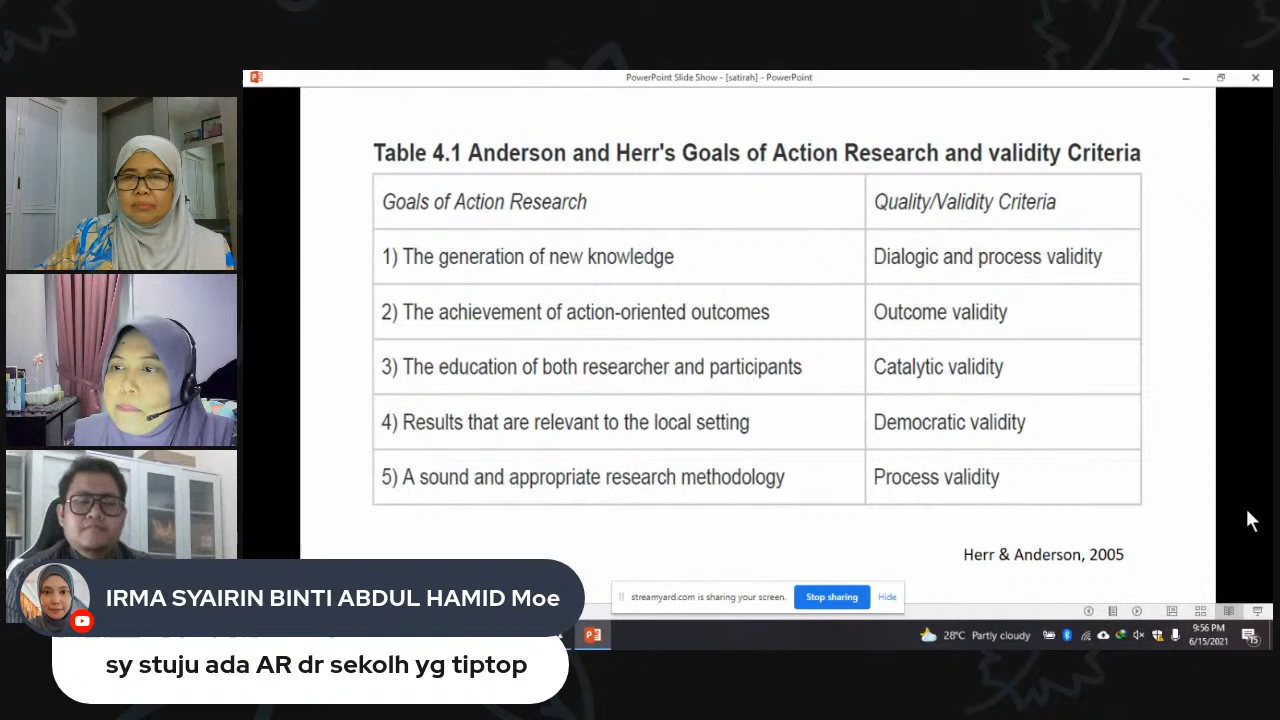 PowerPoint Slide Show - [satirah] - PowerPoint
Table 4.1 Anderson and Herr's Goals of Action Research and validity Criteria
Goals of Action Research
Quality/Validity Criteria
1) The generation of new knowledge
Dialogic and process validity
2) The achievement of action-oriented outcomes
Outcome validity
3) The education of both researcher and participants
Catalytic validity
4) Results that are relevant to the local setting
Democratic validity
5) A sound and appropriate research methodology
Process validity
Herr & Anderson, 2005
streamyard.com is sharing your screen.
Stop sharing
Hide
28°C Partly cloudy
9:56 PM
6/15/2021
15
IRMA SYAIRIN BINTI ABDUL HAMID Moe
sy stuju ada AR dr sekolh yg tiptop